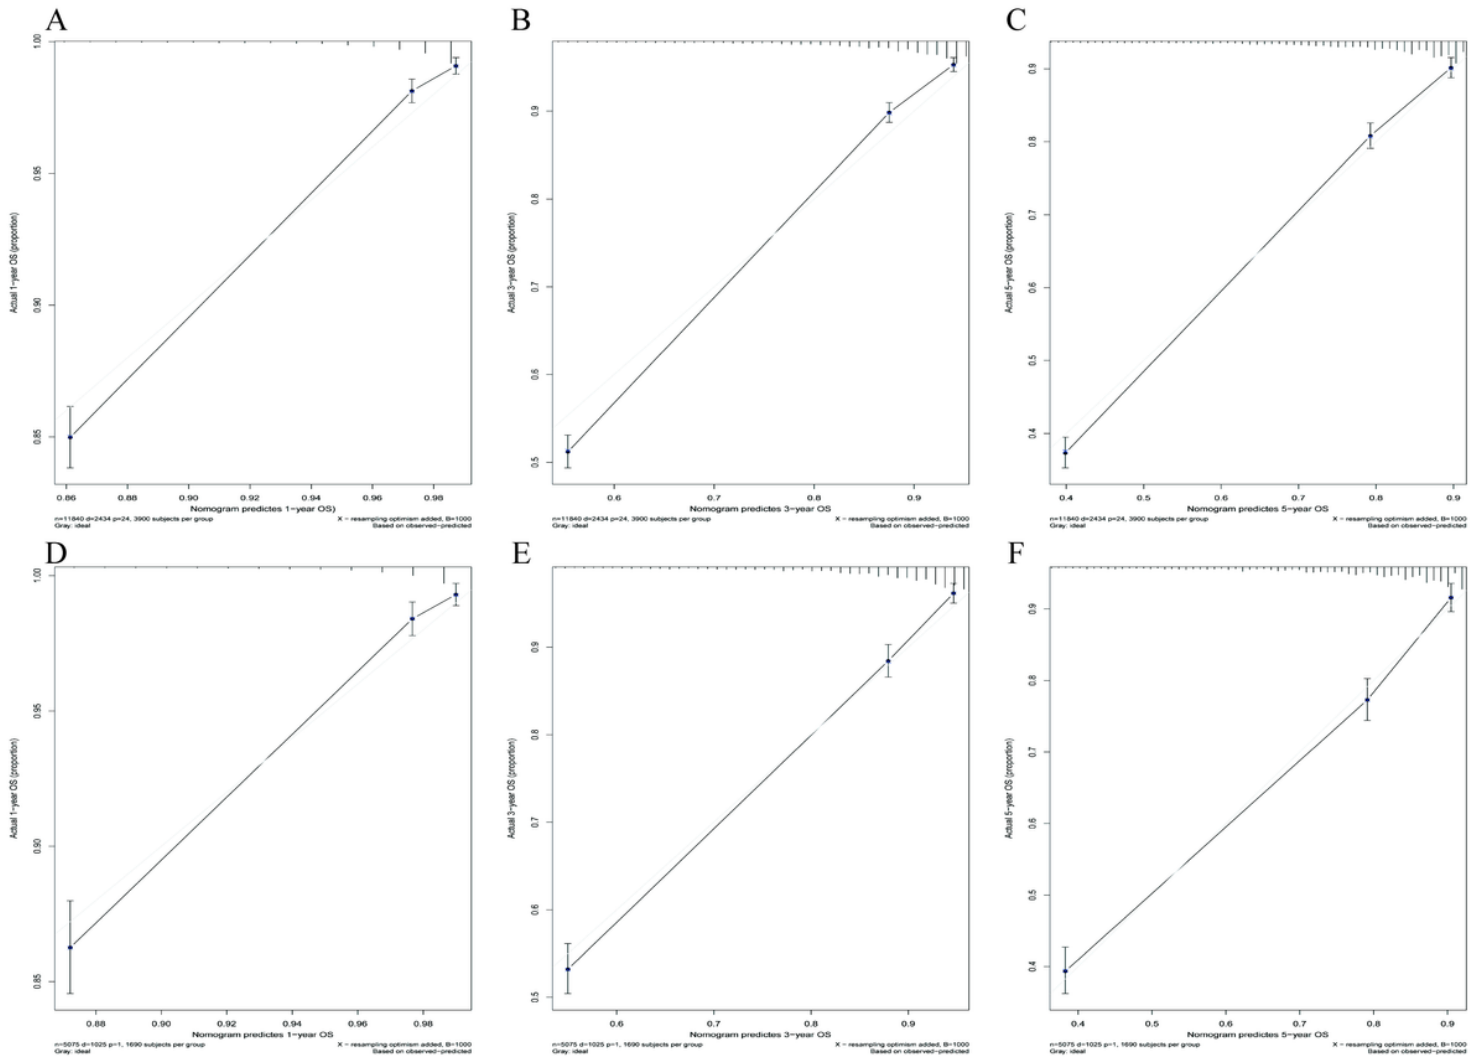 A
Actual 1-year OS (proportion)
1.00
0.95
0.90
0.85
0.86 0.88 0.90 0.92 0.94 0.96 0.98
Nomogram predictes 1-year OS)
n=11840 d=2434 p=24, 3900 subjects per group
Gray: ideal
X - resampling optimism added, B=1000
Based on observed-predicted
B
Actual 3-year OS (proportion)
0.9
0.8
0.7
0.6
0.5
0.6 0.7 0.8 0.9
Nomogram predictes 3-year OS
n=11840 d=2434 p=24, 3900 subjects per group
Gray: ideal
X - resampling optimism added, B=1000
Based on observed-predicted
C
Actual 5-year OS (proportion)
0.9
0.8
0.7
0.6
0.5
0.4
0.4 0.5 0.6 0.7 0.8 0.9
Nomogram predictes 5-year OS
n=11840 d=2434 p=24, 3900 subjects per group
Gray: ideal
X - resampling optimism added, B=1000
Based on observed-predicted
D
Actual 1-year OS (proportion)
1.00
0.95
0.90
0.85
0.88 0.90 0.92 0.94 0.96 0.98
Nomogram predictes 1-year OS
n=5075 d=1025 p=1, 1690 subjects per group
Gray: ideal
X - resampling optimism added, B=1000
Based on observed-predicted
E
Actual 3-year OS (proportion)
0.9
0.8
0.7
0.6
0.5
0.6 0.7 0.8 0.9
Nomogram predictes 3-year OS
n=5075 d=1025 p=1, 1690 subjects per group
Gray: ideal
X - resampling optimism added, B=1000
Based on observed-predicted
F
Actual 5-year OS (proportion)
0.9
0.8
0.7
0.6
0.5
0.4
0.4 0.5 0.6 0.7 0.8 0.9
Nomogram predictes 5-year OS
n=5075 d=1025 p=1, 1690 subjects per group
Gray: ideal
X - resampling optimism added, B=1000
Based on observed-predicted